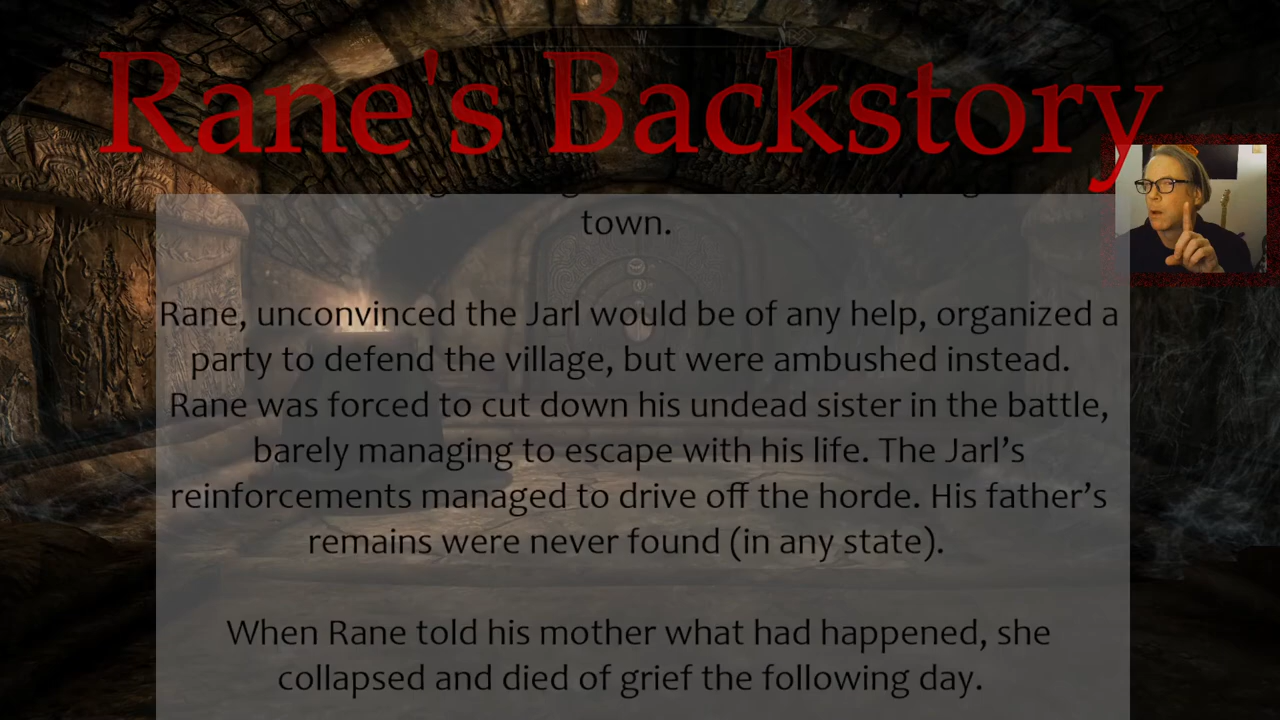 W
S
Rane's Backstory
town.
Rane, unconvinced the Jarl would be of any help, organized a
party to defend the village, but were ambushed instead.
Rane was forced to cut down his undead sister in the battle,
barely managing to escape with his life. The Jarl’s
reinforcements managed to drive off the horde. His father’s
remains were never found (in any state).
When Rane told his mother what had happened, she
collapsed and died of grief the following day.